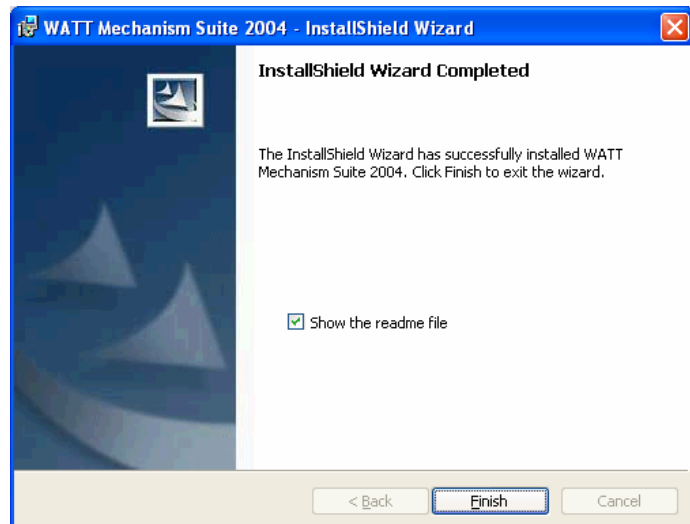 WATT Mechanism Suite 2004 - InstallShield Wizard
InstallShield Wizard Completed
The InstallShield Wizard has successfully installed WATT
Mechanism Suite 2004. Click Finish to exit the wizard.
Show the readme file
< Back
Finish
Cancel